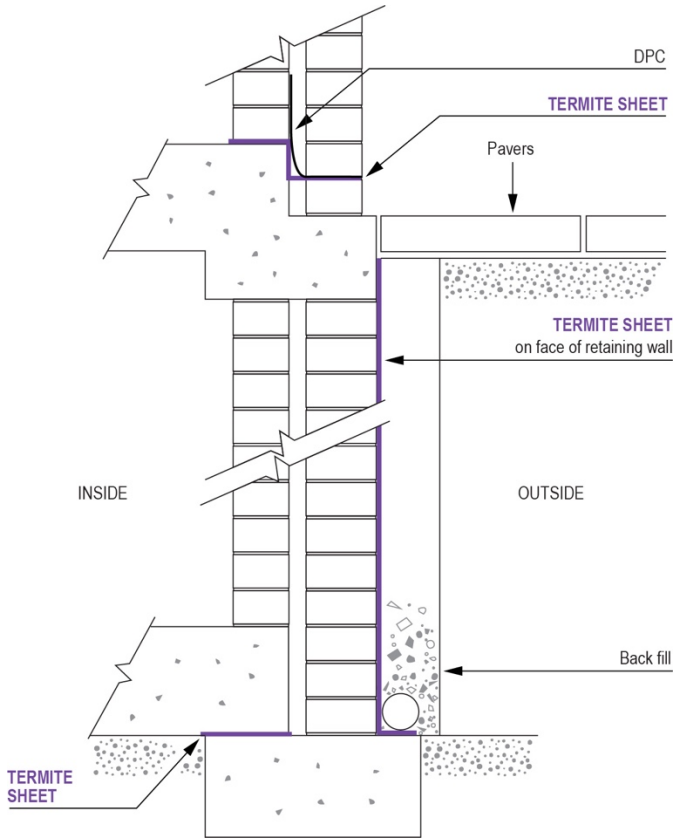 DPC
TERMITE SHEET
Pavers
TERMITE SHEET
on face of retaining wall
INSIDE
OUTSIDE
Back fill
TERMITE
SHEET